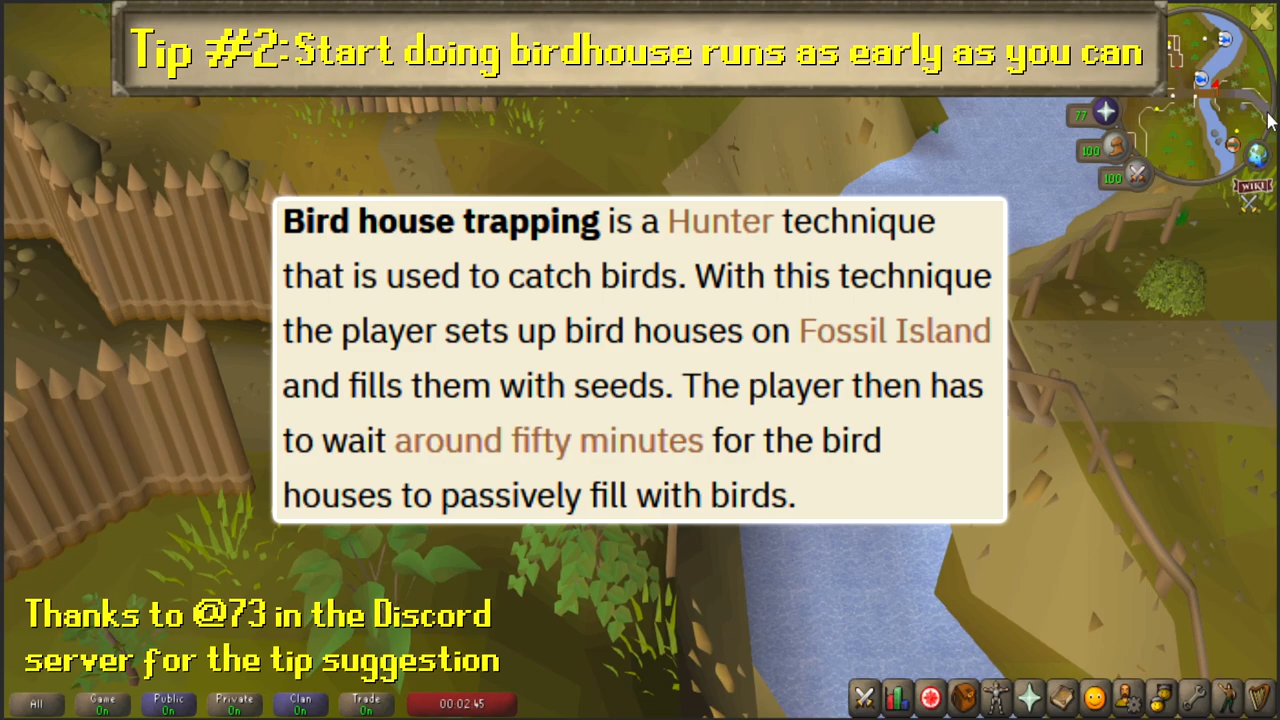 Tip #2: Start doing birdhouse runs as early as you can
77
100
100
WIKI
Bird house trapping is a Hunter technique
that is used to catch birds. With this technique
the player sets up bird houses on Fossil Island
and fills them with seeds. The player then has
to wait around fifty minutes for the bird
houses to passively fill with birds.
Thanks to @73 in the Discord
server for the tip suggestion
All
Game
On
Public
On
Private
On
Clan
On
Trade
On
00:02:45